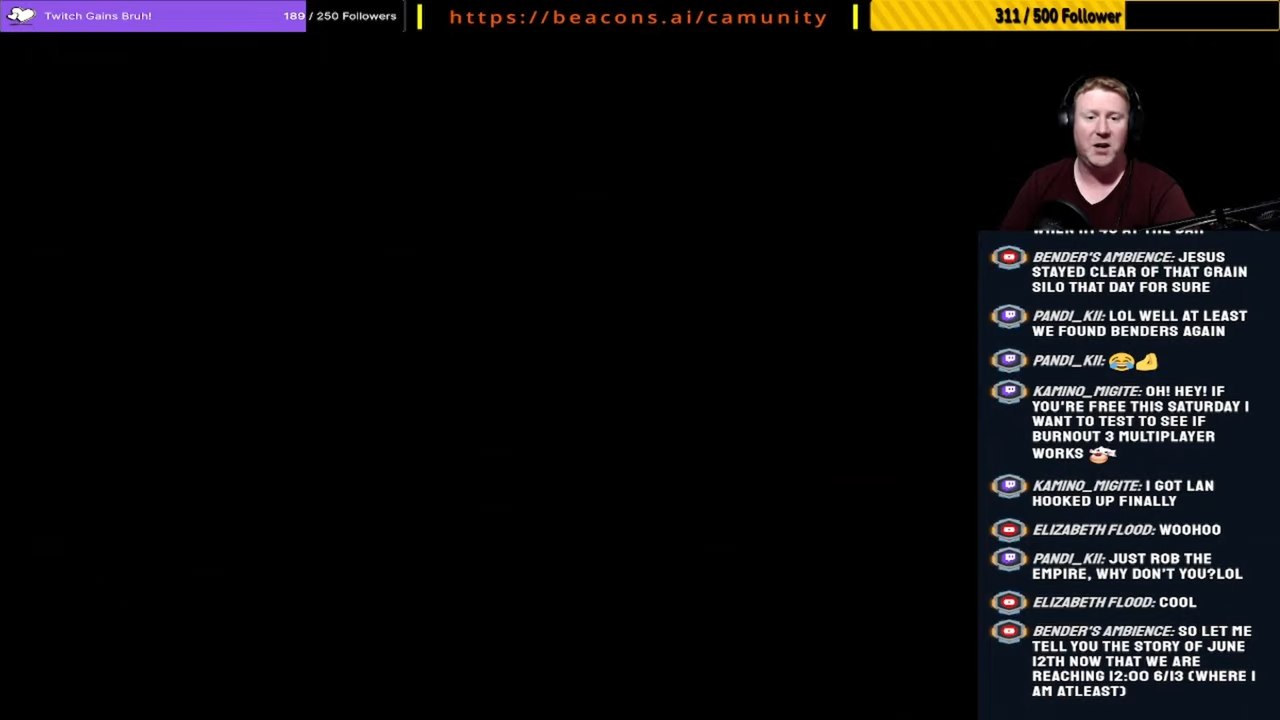 Twitch Gains Bruh! 189 / 250 Followers
https://beacons.ai/camunity
311 / 500 Follower
BENDER'S AMBIENCE: JESUS
STAYED CLEAR OF THAT GRAIN
SILO THAT DAY FOR SURE
PANDI_KII: LOL WELL AT LEAST
WE FOUND BENDERS AGAIN
PANDI_KII: 😂🤌
KAMINO_MIGITE: OH! HEY! IF
YOU'RE FREE THIS SATURDAY I
WANT TO TEST TO SEE IF
BURNOUT 3 MULTIPLAYER
WORKS
KAMINO_MIGITE: I GOT LAN
HOOKED UP FINALLY
ELIZABETH FLOOD: WOOHOO
PANDI_KII: JUST ROB THE
EMPIRE, WHY DON'T YOU?LOL
ELIZABETH FLOOD: COOL
BENDER'S AMBIENCE: SO LET ME
TELL YOU THE STORY OF JUNE
12TH NOW THAT WE ARE
REACHING 12:00 6/13 (WHERE I
AM ATLEAST)